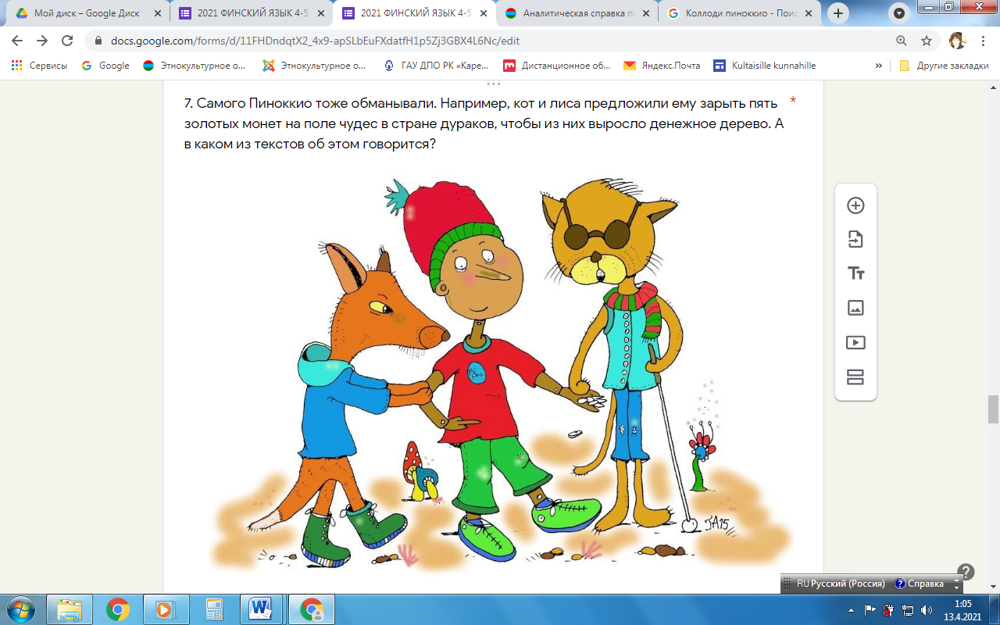 Мой диск – Google Диск
2021 ФИНСКИЙ ЯЗЫК 4-5
2021 ФИНСКИЙ ЯЗЫК 4-5
Аналитическая справка по
Коллоди пиноккио - Поис
docs.google.com/forms/d/11FHDndqtX2_4x9-apSLbEuFXdatfH1p5Zj3GBX4L6Nc/edit
Сервисы
Google
Этнокультурное о...
Этнокультурное о...
ГАУ ДПО РК «Каре...
Дистанционное об...
Яндекс.Почта
Kultaisille kunnahille
»
Другие закладки
7. Самого Пиноккио тоже обманывали. Например, кот и лиса предложили ему зарыть пять *
золотых монет на поле чудес в стране дураков, чтобы из них выросло денежное дерево. А
в каком из текстов об этом говорится?
JA15
RU Русский (Россия)
Справка
1:05
13.4.2021